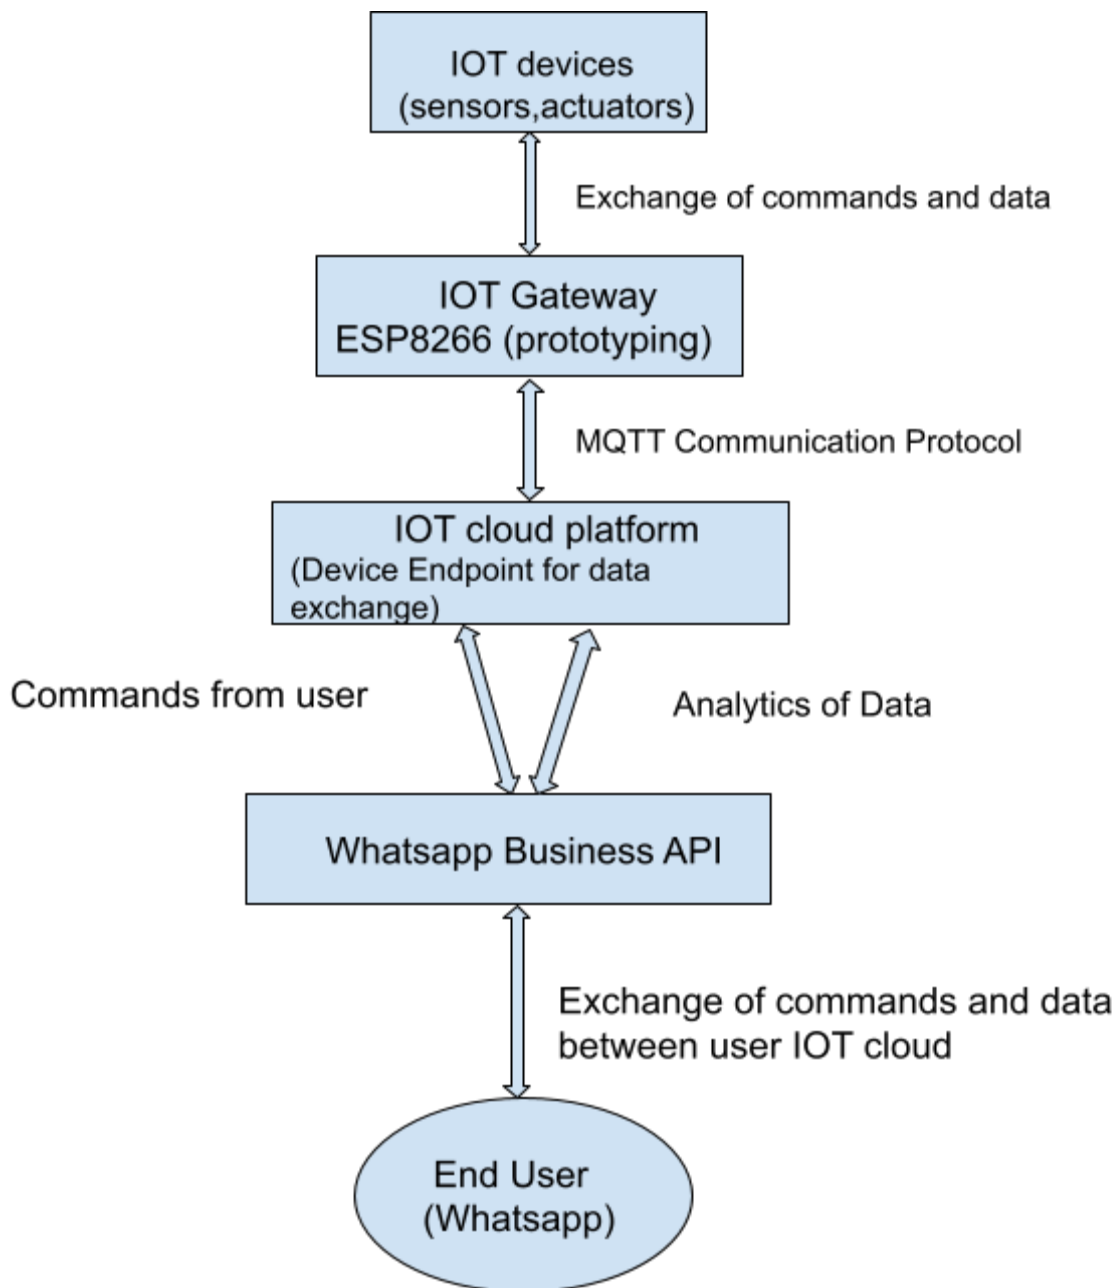 IOT devices
(sensors,actuators)
Exchange of commands and data
IOT Gateway
ESP8266 (prototyping)
MQTT Communication Protocol
IOT cloud platform
(Device Endpoint for data
exchange)
Commands from user
Analytics of Data
Whatsapp Business API
Exchange of commands and data
between user IOT cloud
End User
(Whatsapp)